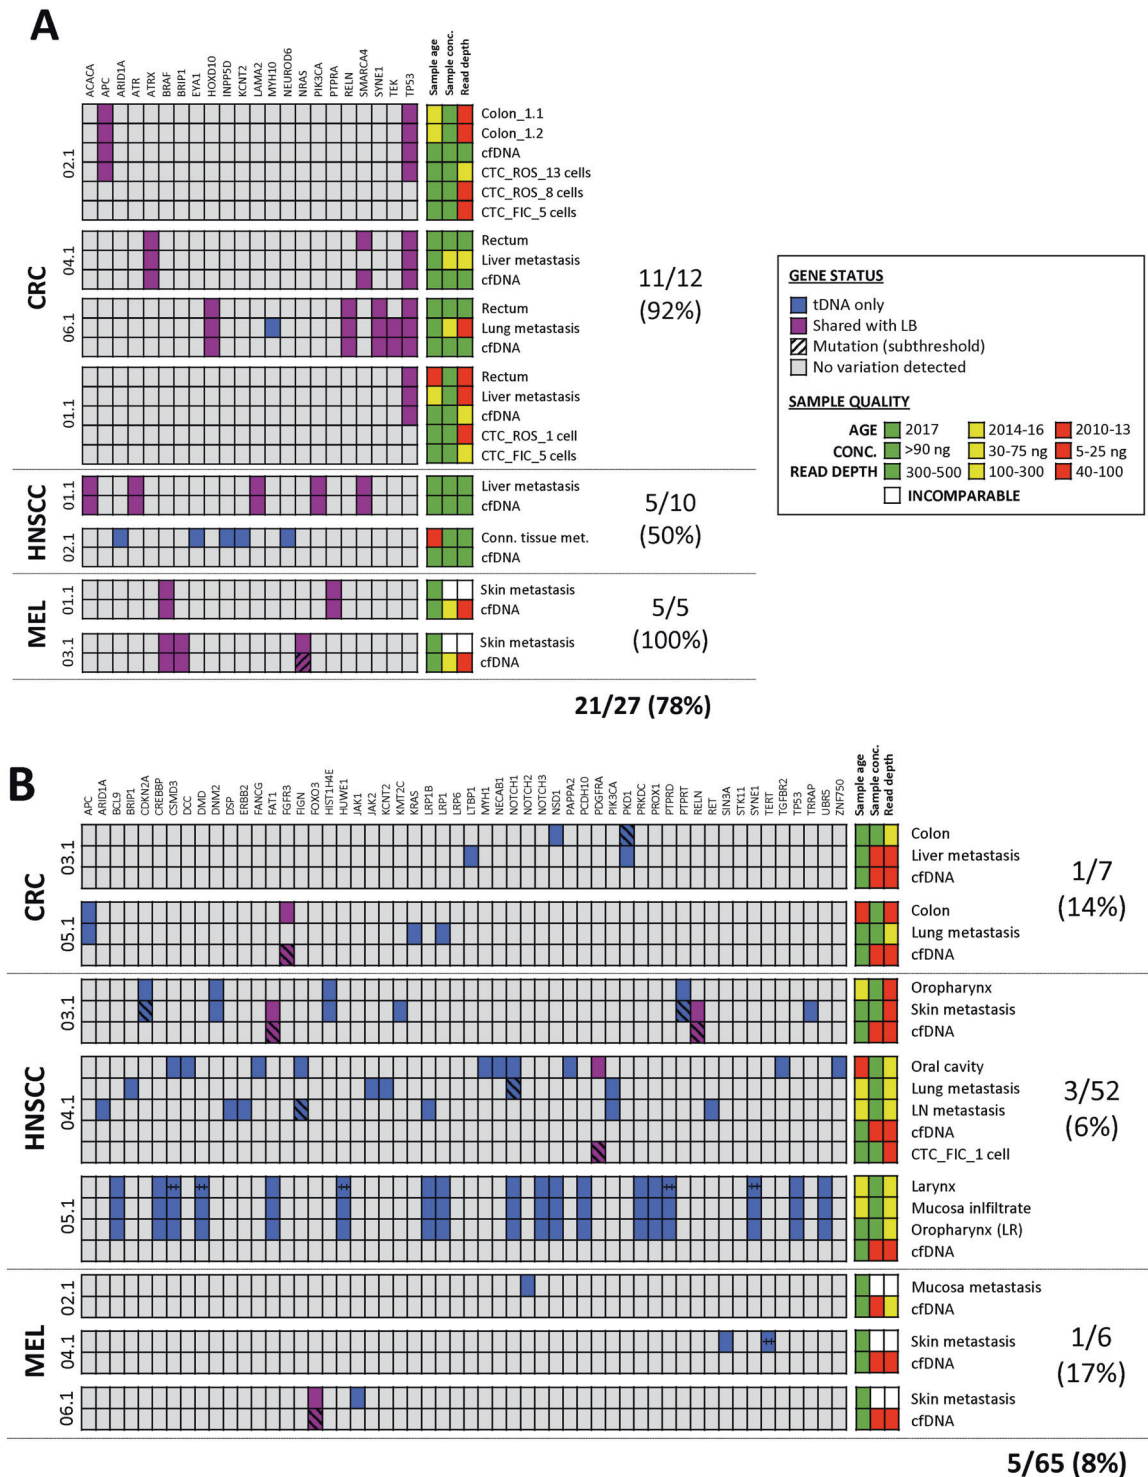 A
ACACA
APC
ARID1A
ATR
ATRX
BRAF
BRIP1
EYA1
HOXD10
INPP5D
KCNT2
LAMA2
MYH10
NEUROD6
NRAS
PIK3CA
PTPRA
RELN
SMARCA4
SYNE1
TEK
TP53
Sample age
Sample conc.
Read depth
CRC
02.1
Colon_1.1
Colon_1.2
cfDNA
CTC_ROS_13 cells
CTC_ROS_8 cells
CTC_FIC_5 cells
04.1
Rectum
Liver metastasis
cfDNA
11/12
(92%)
06.1
Rectum
Lung metastasis
cfDNA
01.1
Rectum
Liver metastasis
cfDNA
CTC_ROS_1 cell
CTC_FIC_5 cells
HNSCC
01.1
Liver metastasis
cfDNA
5/10
(50%)
02.1
Conn. tissue met.
cfDNA
MEL
01.1
Skin metastasis
cfDNA
5/5
(100%)
03.1
Skin metastasis
cfDNA
21/27 (78%)
GENE STATUS
tDNA only
Shared with LB
Mutation (subthreshold)
No variation detected
SAMPLE QUALITY
AGE 2017 2014-16 2010-13
CONC. >90 ng 30-75 ng 5-25 ng
READ DEPTH 300-500 100-300 40-100
INCOMPARABLE
B
APC
ARID1A
BCL9
BRIP1
CREBBP
CDKN2A
CSMD3
DCC
DMD
DNM2
DSP
ERBB2
FANCG
FAT1
FGFR3
FIGN
FOXO3
HIST1H4E
HUWE1
JAK1
JAK2
KCNT2
KMT2C
KRAS
LRP1B
LRP1
LRP6
LTBP1
MYH1
NECAB1
NOTCH1
NOTCH2
NOTCH3
NSD1
PAPPA2
PCDH10
PDGFRA
PIK3CA
PKD1
PRKDC
PROX1
PTPRD
PTPRT
RELN
RET
SIN3A
STK11
SYNE1
TERT
TGFBR2
TP53
TRRAP
UBR5
ZNF750
Sample age
Sample conc.
Read depth
CRC
03.1
Colon
Liver metastasis
cfDNA
1/7
(14%)
05.1
Colon
Lung metastasis
cfDNA
HNSCC
03.1
Oropharynx
Skin metastasis
cfDNA
04.1
Oral cavity
Lung metastasis
LN metastasis
cfDNA
CTC_FIC_1 cell
3/52
(6%)
05.1
‡ ‡ ‡ ‡ ‡
Larynx
Mucosa inlfiltrate
Oropharynx (LR)
cfDNA
MEL
02.1
Mucosa metastasis
cfDNA
04.1
‡
Skin metastasis
cfDNA
1/6
(17%)
06.1
Skin metastasis
cfDNA
5/65 (8%)